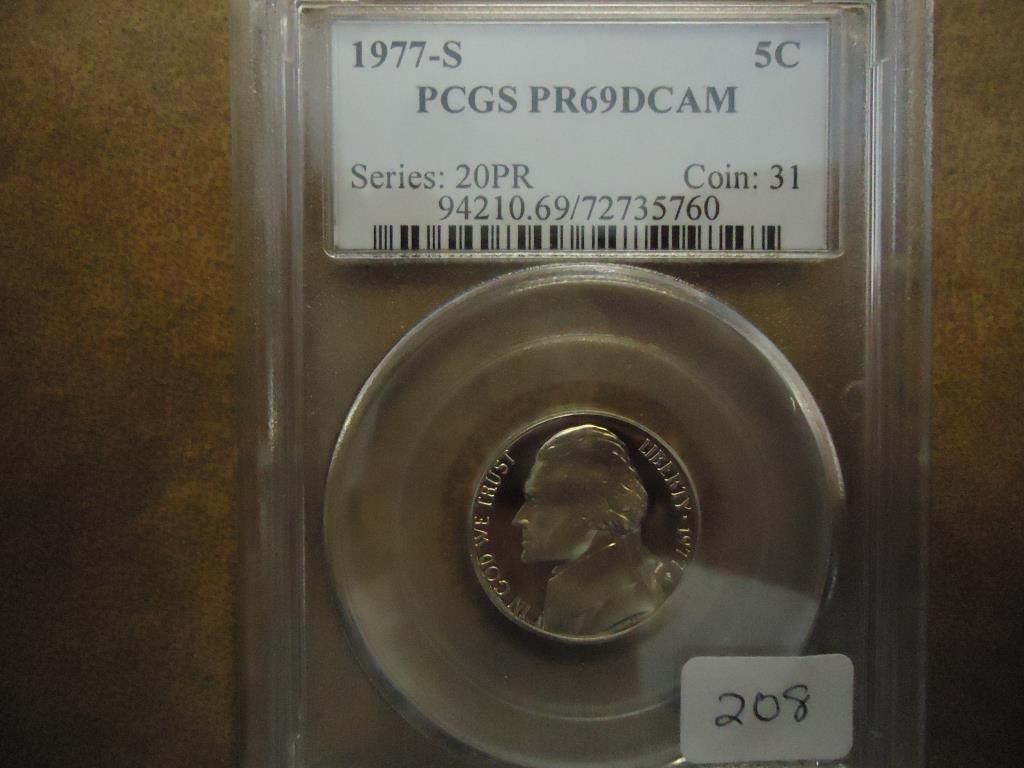 1977-S 5C
PCGS PR69DCAM
Series: 20PR Coin: 31
94210.69/72735760
IN GOD WE TRUST
LIBERTY · 1977
208